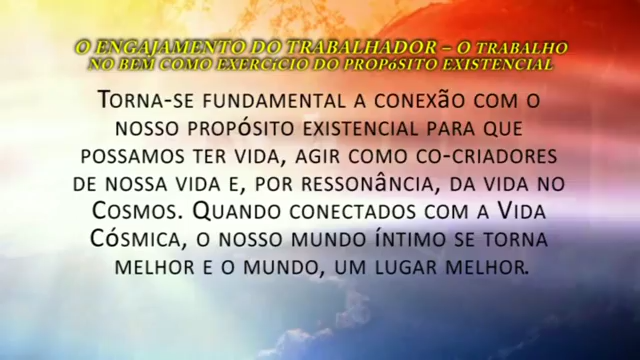 O ENGAJAMENTO DO TRABALHADOR – O TRABALHO
NO BEM COMO EXERCÍCIO DO PROPÓSITO EXISTENCIAL
TORNA-SE FUNDAMENTAL A CONEXÃO COM O
NOSSO PROPÓSITO EXISTENCIAL PARA QUE
POSSAMOS TER VIDA, AGIR COMO CO-CRIADORES
DE NOSSA VIDA E, POR RESSONÂNCIA, DA VIDA NO
COSMOS. QUANDO CONECTADOS COM A VIDA
CÓSMICA, O NOSSO MUNDO ÍNTIMO SE TORNA
MELHOR E O MUNDO, UM LUGAR MELHOR.